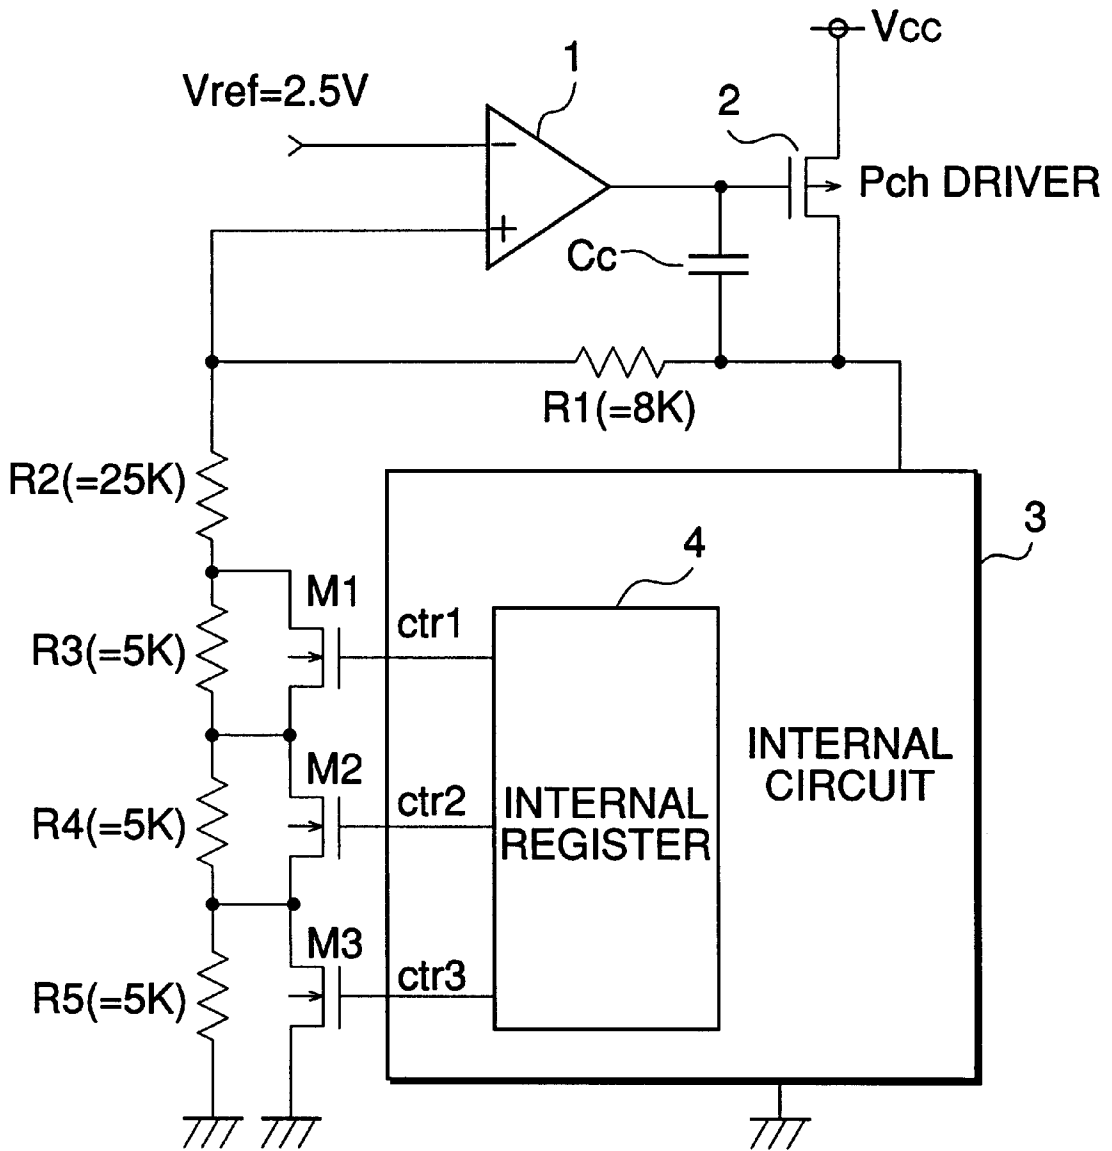 Vcc
1
Vref=2.5V
2
−
Pch DRIVER
+
Cc
R1(=8K)
R2(=25K)
3
4
M1
ctr1
R3(=5K)
INTERNAL
CIRCUIT
M2
ctr2
INTERNAL
REGISTER
R4(=5K)
M3
ctr3
R5(=5K)